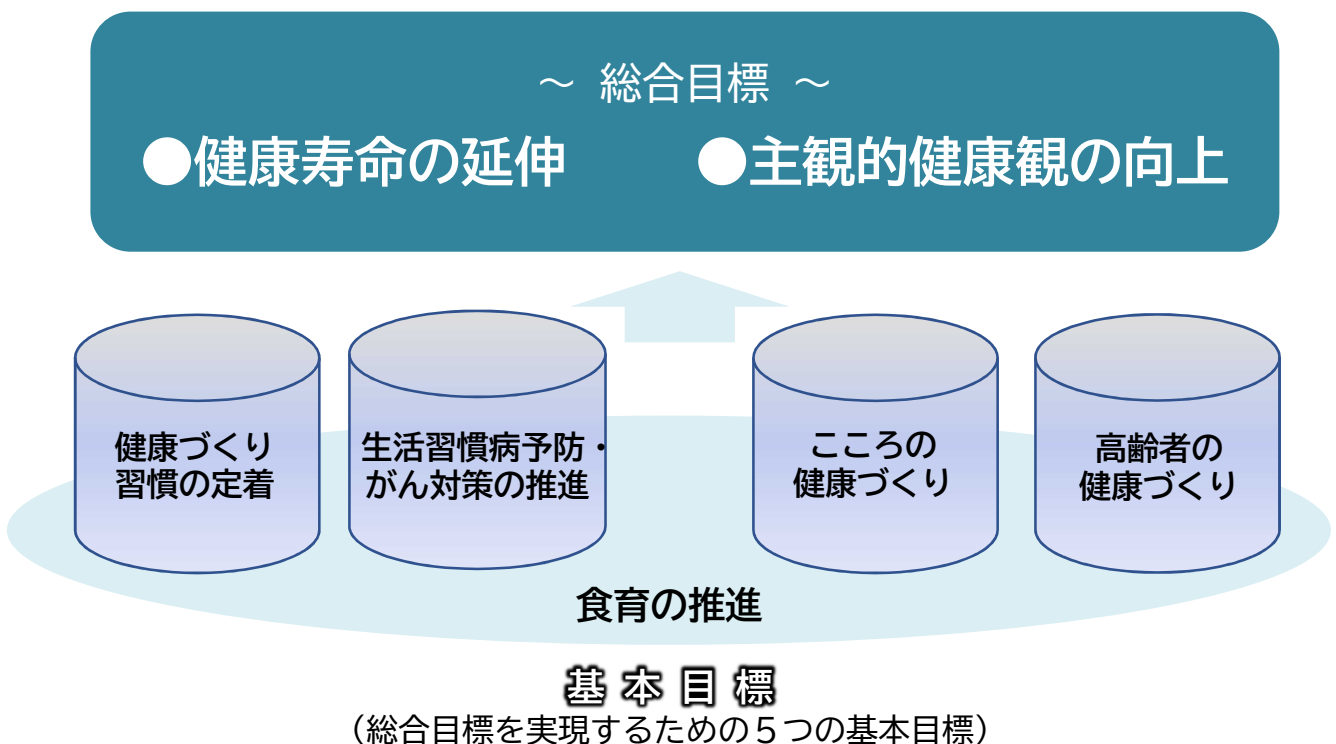 ～ 総合目標 ～
●健康寿命の延伸 ●主観的健康観の向上
健康づくり
習慣の定着
生活習慣病予防・
がん対策の推進
こころの
健康づくり
高齢者の
健康づくり
食育の推進
基本目標
（総合目標を実現するための５つの基本目標）